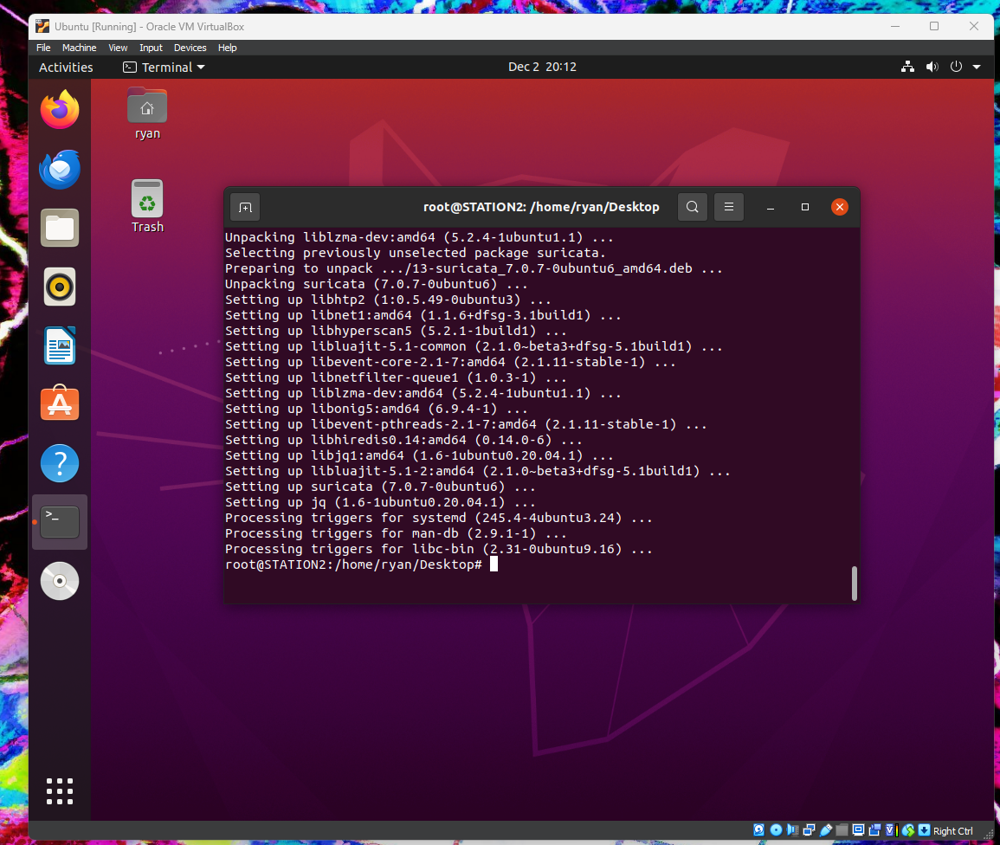 Ubuntu [Running] - Oracle VM VirtualBox
File Machine View Input Devices Help
Activities Terminal Dec 2 20:12
ryan
Trash
root@STATION2: /home/ryan/Desktop
Unpacking liblzma-dev:amd64 (5.2.4-1ubuntu1.1) ...
Selecting previously unselected package suricata.
Preparing to unpack .../13-suricata_7.0.7-0ubuntu6_amd64.deb ...
Unpacking suricata (7.0.7-0ubuntu6) ...
Setting up libhtp2 (1:0.5.49-0ubuntu3) ...
Setting up libnet1:amd64 (1.1.6+dfsg-3.1build1) ...
Setting up libhyperscan5 (5.2.1-1build1) ...
Setting up libluajit-5.1-common (2.1.0~beta3+dfsg-5.1build1) ...
Setting up libevent-core-2.1-7:amd64 (2.1.11-stable-1) ...
Setting up libnetfilter-queue1 (1.0.3-1) ...
Setting up liblzma-dev:amd64 (5.2.4-1ubuntu1.1) ...
Setting up libonig5:amd64 (6.9.4-1) ...
Setting up libevent-pthreads-2.1-7:amd64 (2.1.11-stable-1) ...
Setting up libhiredis0.14:amd64 (0.14.0-6) ...
Setting up libjq1:amd64 (1.6-1ubuntu0.20.04.1) ...
Setting up libluajit-5.1-2:amd64 (2.1.0~beta3+dfsg-5.1build1) ...
Setting up suricata (7.0.7-0ubuntu6) ...
Setting up jq (1.6-1ubuntu0.20.04.1) ...
Processing triggers for systemd (245.4-4ubuntu3.24) ...
Processing triggers for man-db (2.9.1-1) ...
Processing triggers for libc-bin (2.31-0ubuntu9.16) ...
root@STATION2:/home/ryan/Desktop#
Right Ctrl